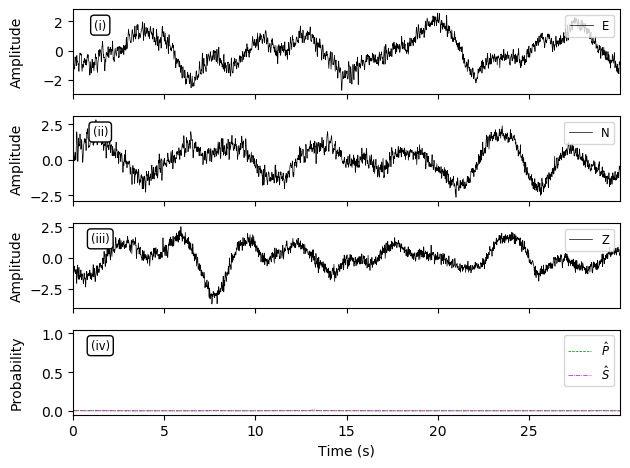 Amplitude
2
0
−2
(i)
E
Amplitude
2.5
0.0
−2.5
(ii)
N
Amplitude
2.5
0.0
−2.5
(iii)
Z
Probability
1.0
0.5
0.0
(iv)
P̂
Ŝ
0 5 10 15 20 25
Time (s)